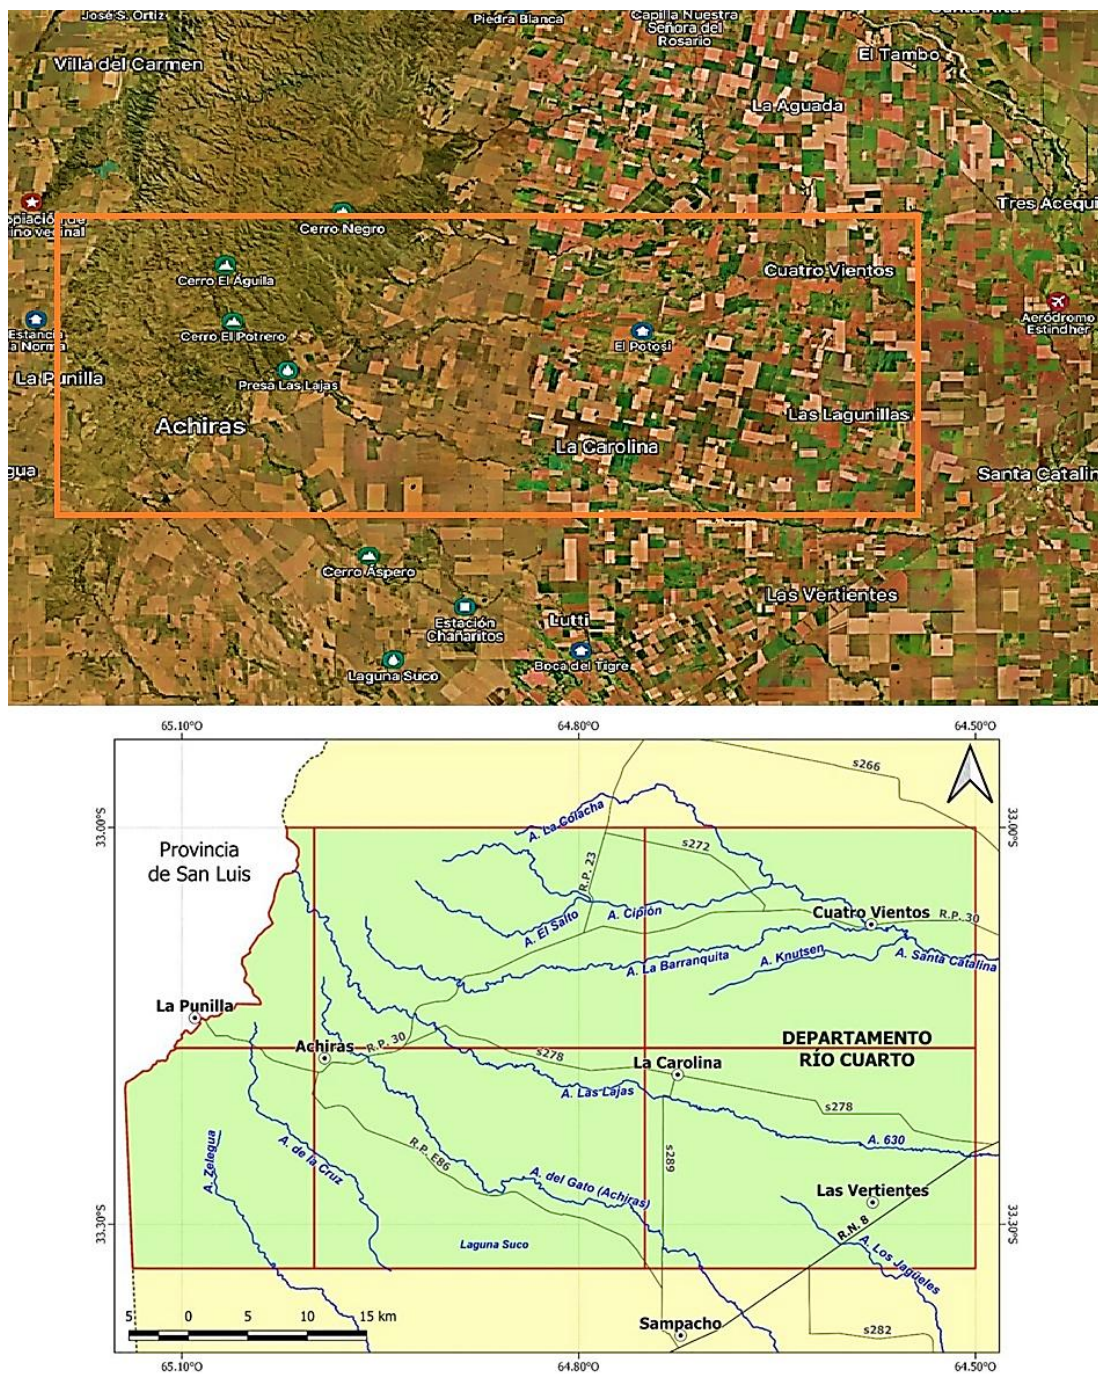 José S. Ortiz
Piedra Blanca
Capilla Nuestra
Señora del
Rosario
El Tambo
Villa del Carmen
La Aguada
Tres Acequi
opiación de
ino vecinal
Cerro Negro
Cerro El Águila
Cuatro Vientos
Estancia
a Norma
Cerro El Potrero
El Potosí
Aeródromo
Estindher
La Punilla
Presa Las Lajas
Achiras
Las Lagunillas
La Carolina
gua
Santa Catalin
Cerro Áspero
Las Vertientes
Estación
Chañaritos
Lutti
Boca del Tigre
Laguna Suco
65.10°O
64.80°O
64.50°O
s266
33.00°S
33.00°S
Provincia
de San Luis
A. La Colacha
s272
R.P. 23
Cuatro Vientos
R.P. 30
A. Cipión
A. El Salto
A. La Barranquita
A. Knutsen
A. Santa Catalina
La Punilla
Achiras
R.P. 30
s278
DEPARTAMENTO
RÍO CUARTO
La Carolina
A. Las Lajas
s278
A. 630
A. Zelegua
A. de la Cruz
R.P. E86
s289
A. del Gato (Achiras)
Las Vertientes
33.30°S
33.30°S
R.N. 8
Laguna Suco
A. Los Jagüeles
5 0 5 10 15 km
Sampacho
s282
65.10°O
64.80°O
64.50°O